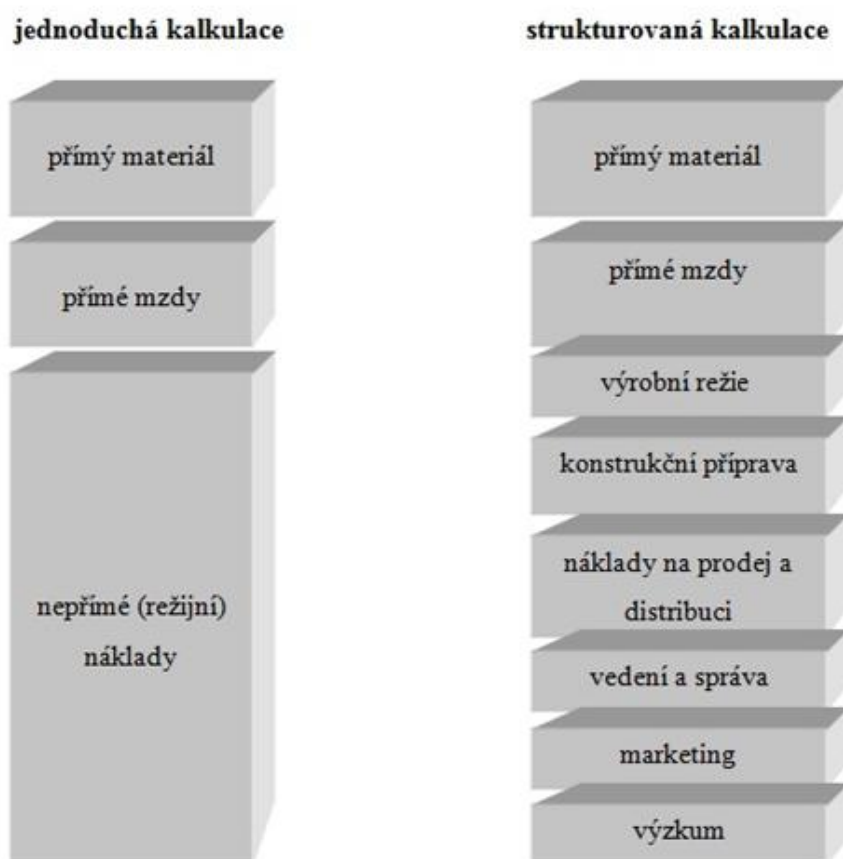 jednoduchá kalkulace
přímý materiál
přímé mzdy
nepřímé (režijní)
náklady
strukturovaná kalkulace
přímý materiál
přímé mzdy
výrobní režie
konstrukční příprava
náklady na prodej a
distribuci
vedení a správa
marketing
výzkum